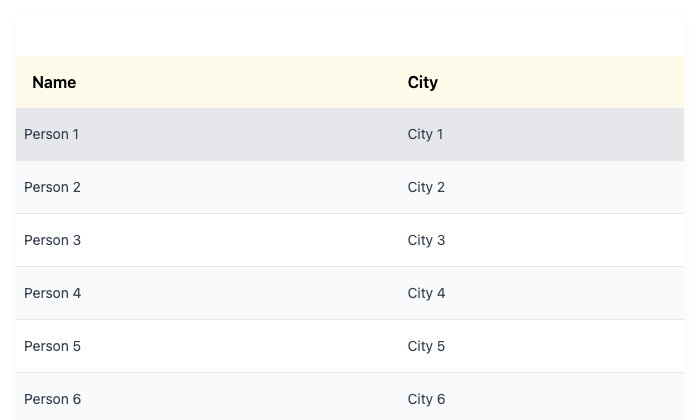 Name City
Person 1 City 1
Person 2 City 2
Person 3 City 3
Person 4 City 4
Person 5 City 5
Person 6 City 6